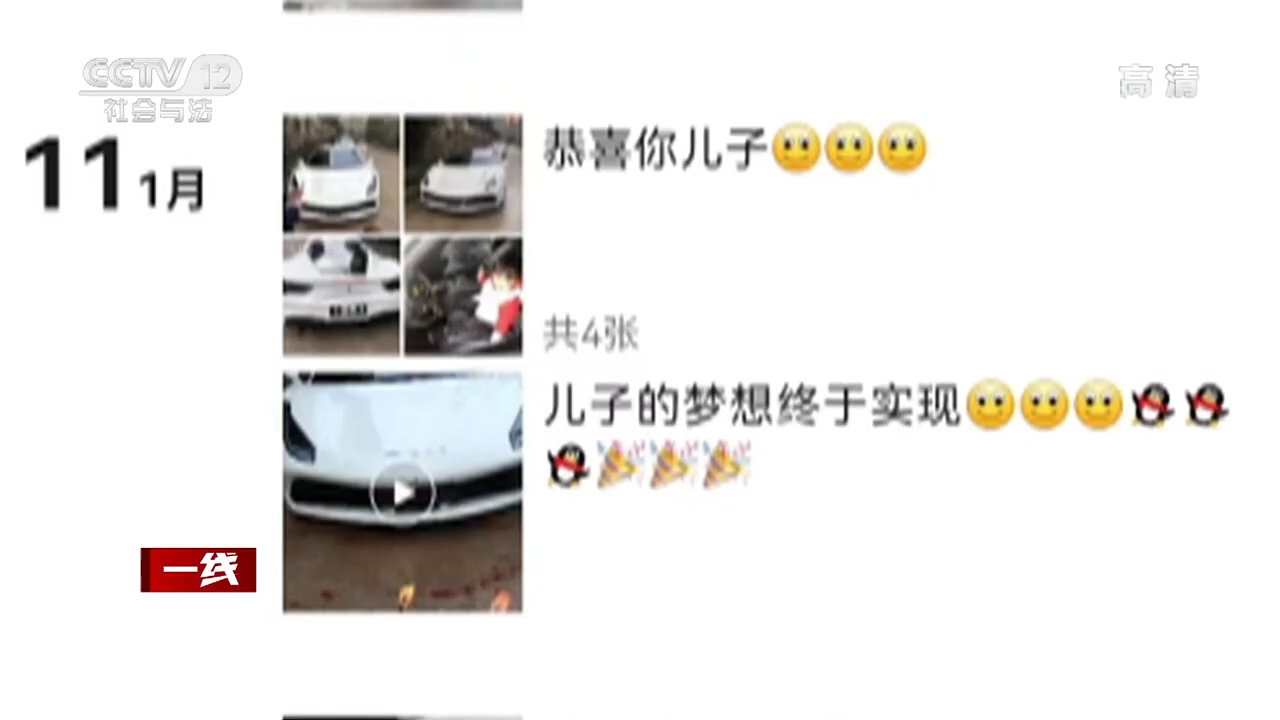 CCTV 12
社会与法
高清
11 1月
恭喜你儿子
共4张
儿子的梦想终于实现
一线